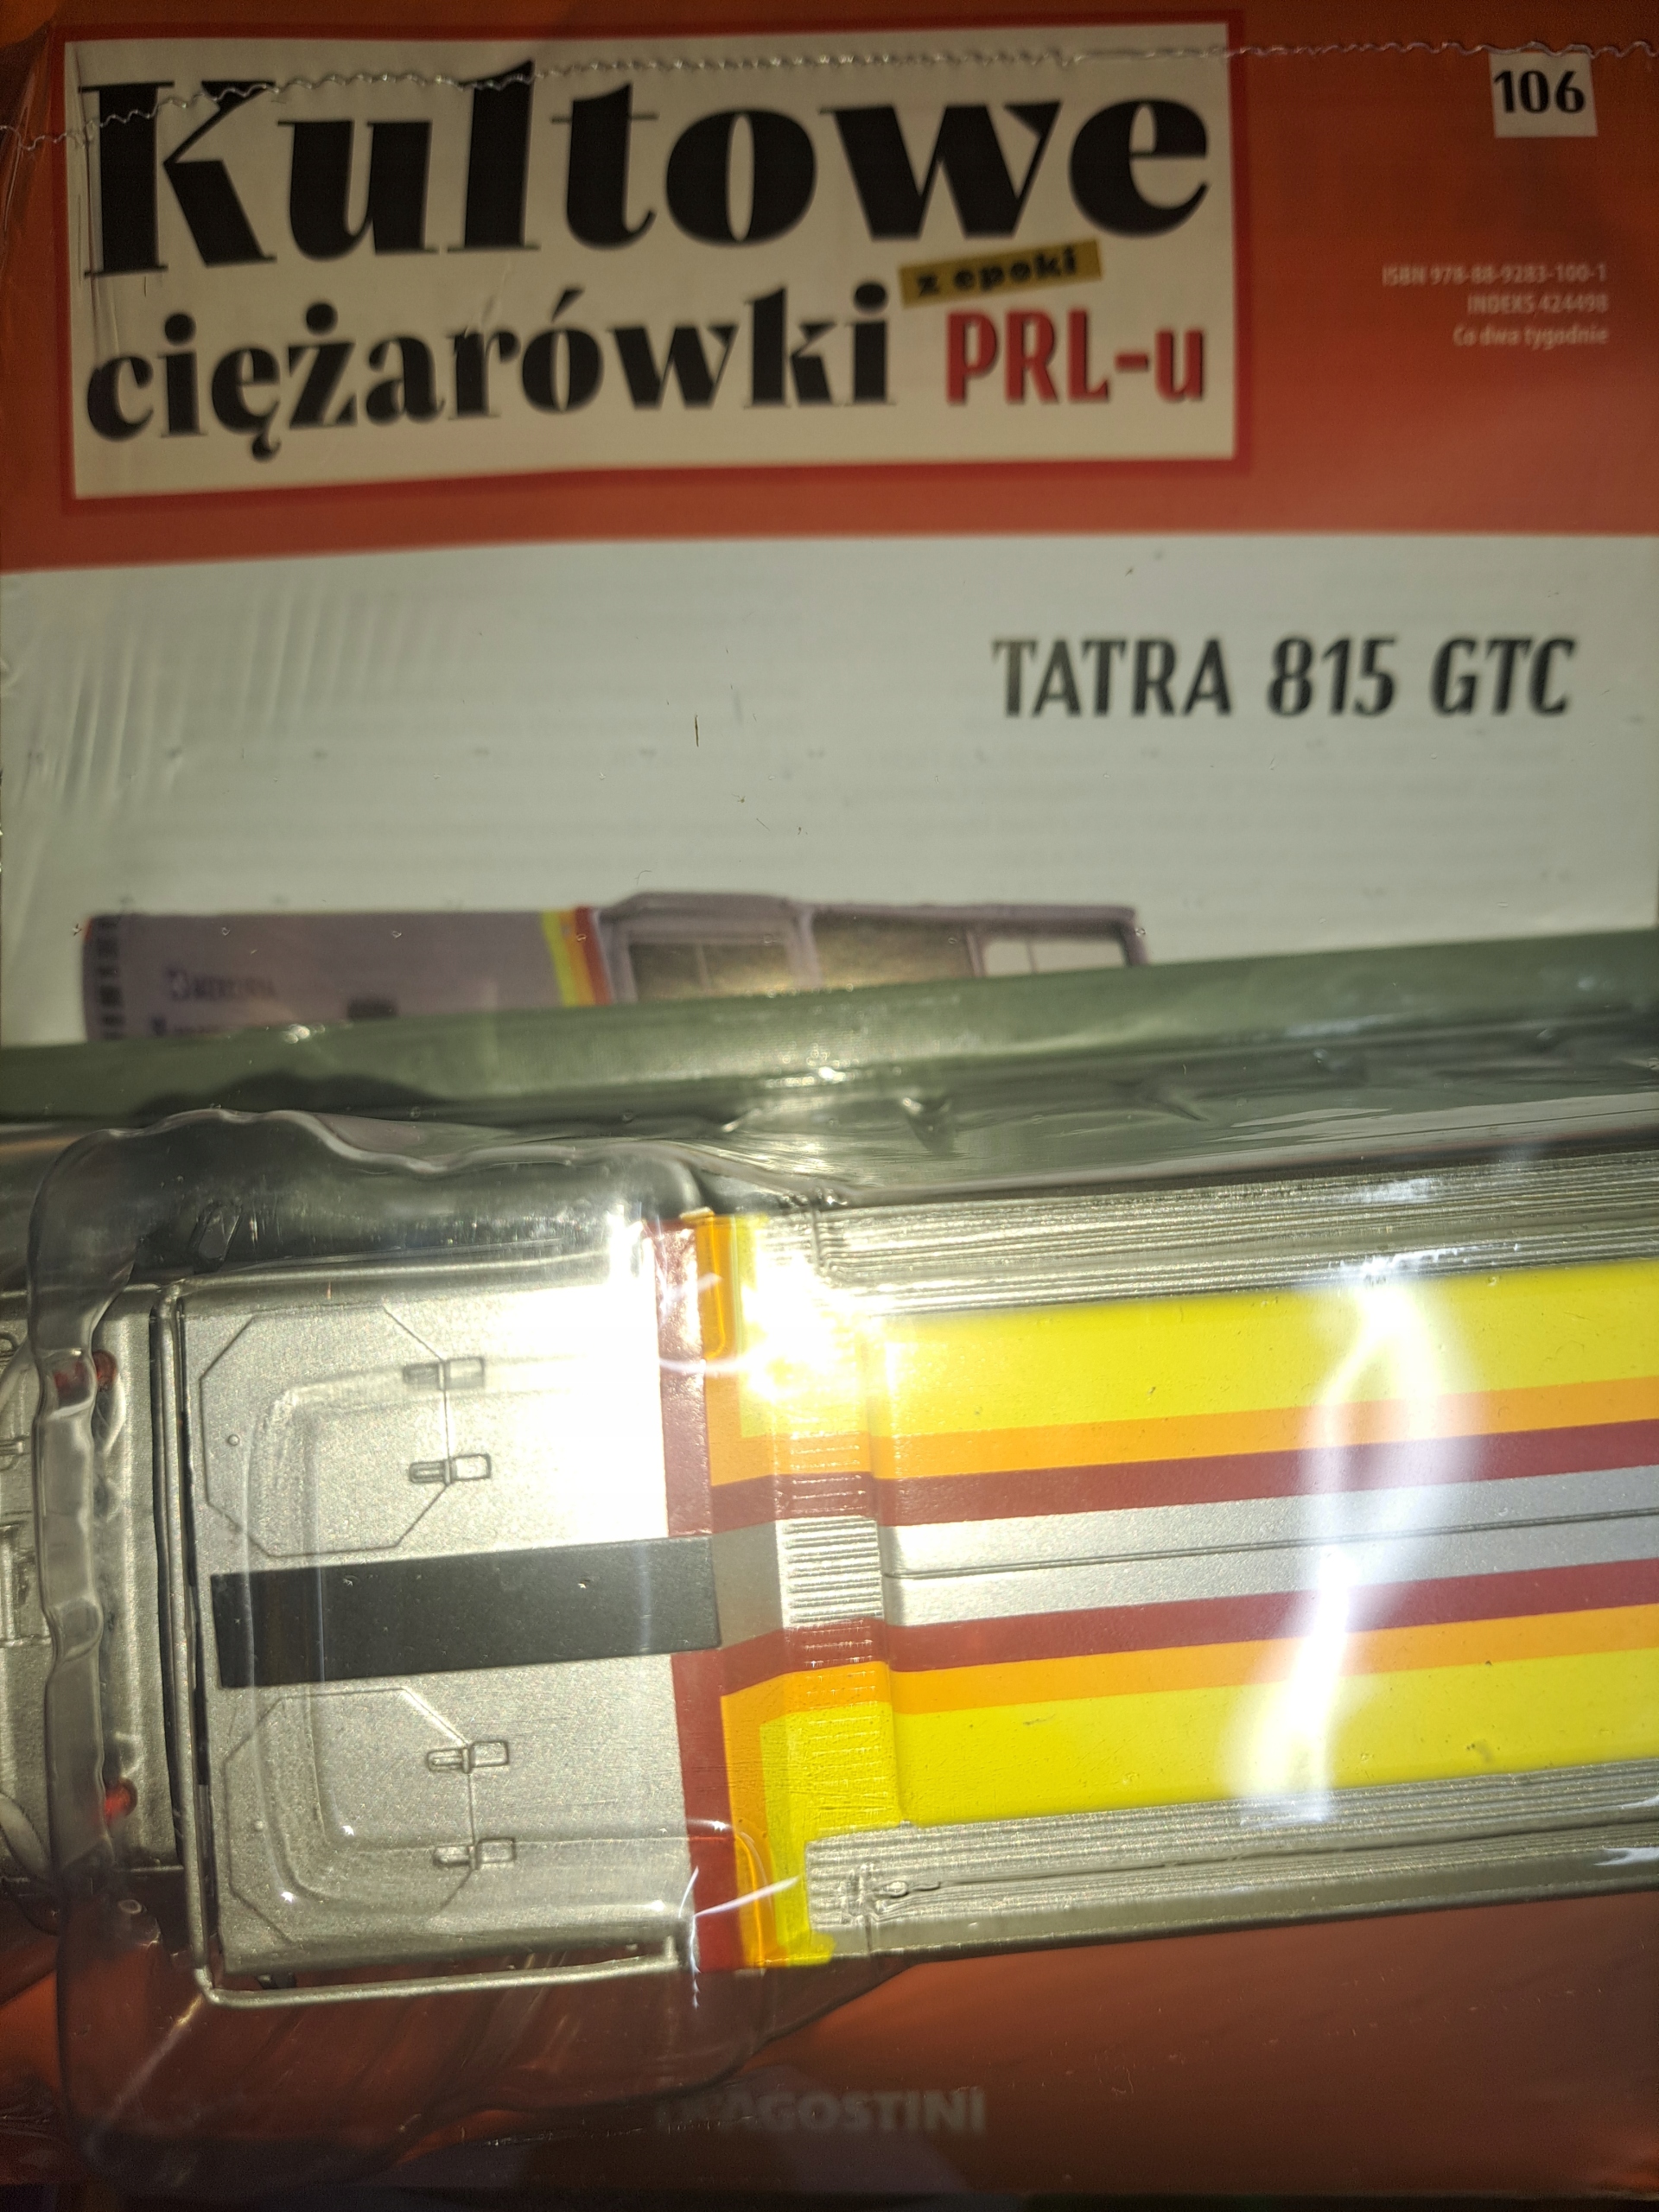 Kultowe
ciężarówki z epoki PRL-u
106
ISBN 978-88-9283-100-1
INDEKS 424498
Co dwa tygodnie
TATRA 815 GTC
DeAGOSTINI